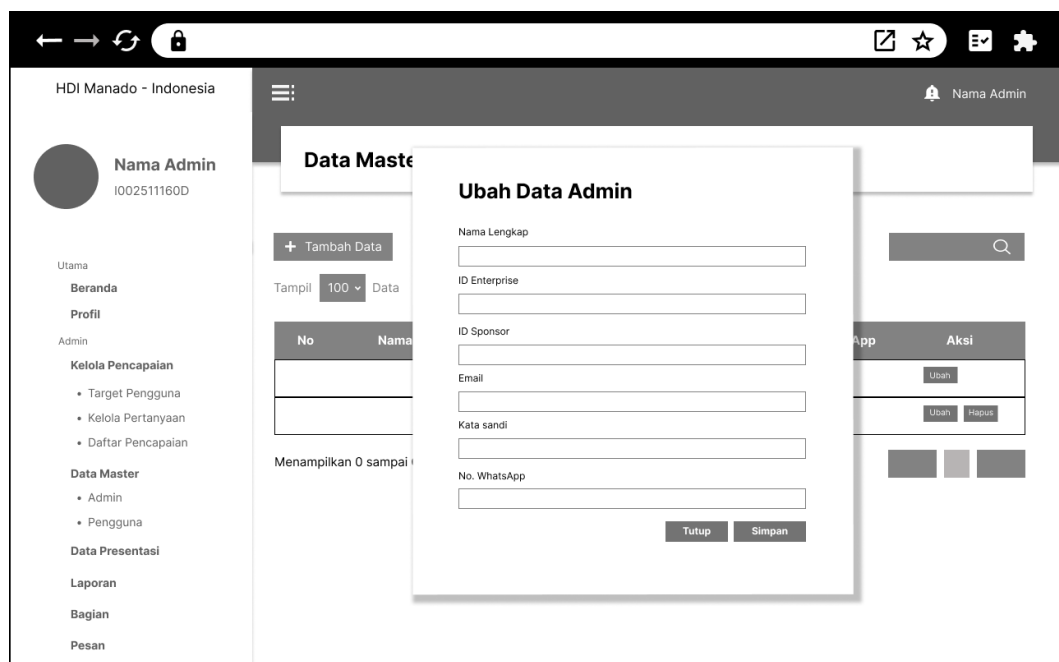 HDI Manado - Indonesia
Nama Admin
Nama Admin
I002511160D
Utama
Beranda
Profil
Admin
Kelola Pencapaian
• Target Pengguna
• Kelola Pertanyaan
• Daftar Pencapaian
Data Master
• Admin
• Pengguna
Data Presentasi
Laporan
Bagian
Pesan
Data Maste
+ Tambah Data
Tampil 100 Data
No Nama App Aksi
Ubah
Ubah Hapus
Menampilkan 0 sampai
Ubah Data Admin
Nama Lengkap
ID Enterprise
ID Sponsor
Email
Kata sandi
No. WhatsApp
Tutup Simpan